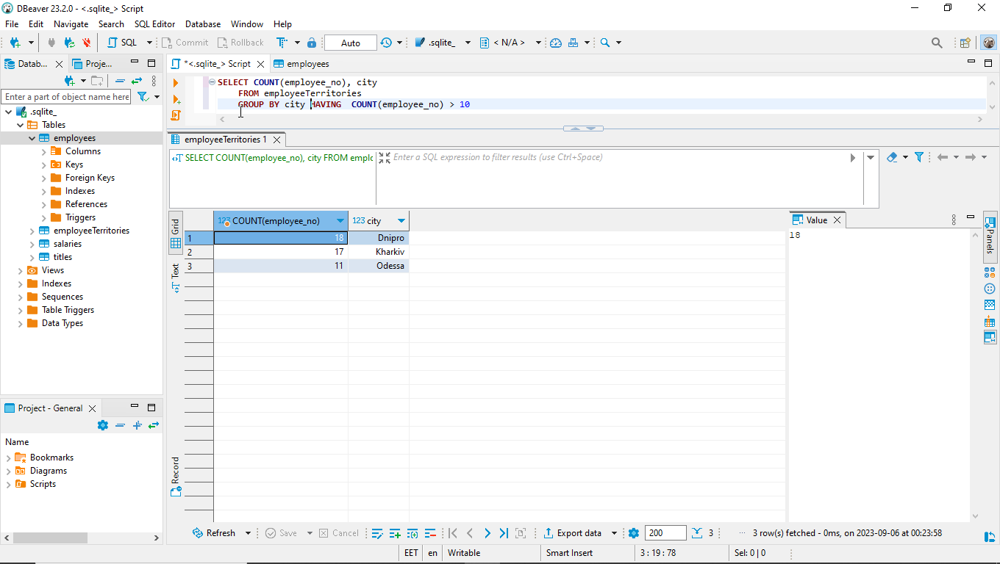 DBeaver 23.2.0 - <.sqlite_> Script
File Edit Navigate Search SQL Editor Database Window Help
SQL Commit Rollback Auto .sqlite_ < N/A >
Datab... Proje...
*<.sqlite_> Script employees
Enter a part of object name here
.sqlite_
Tables
employees
Columns
Keys
Foreign Keys
Indexes
References
Triggers
employeeTerritories
salaries
titles
Views
Indexes
Sequences
Table Triggers
Data Types
Project - General
Name
Bookmarks
Diagrams
Scripts
SELECT COUNT(employee_no), city
FROM employeeTerritories
GROUP BY city HAVING  COUNT(employee_no) > 10
employeeTerritories 1
SELECT COUNT(employee_no), city FROM emplo
Enter a SQL expression to filter results (use Ctrl+Space)
Grid
Text
Record
123 COUNT(employee_no) 123 city
1 18 Dnipro
2 17 Kharkiv
3 11 Odessa
Value
18
Panels
Refresh Save Cancel Export data 200 3 ... 3 row(s) fetched - 0ms, on 2023-09-06 at 00:23:58
EET en Writable Smart Insert 3 : 19 : 78 Sel: 0 | 0